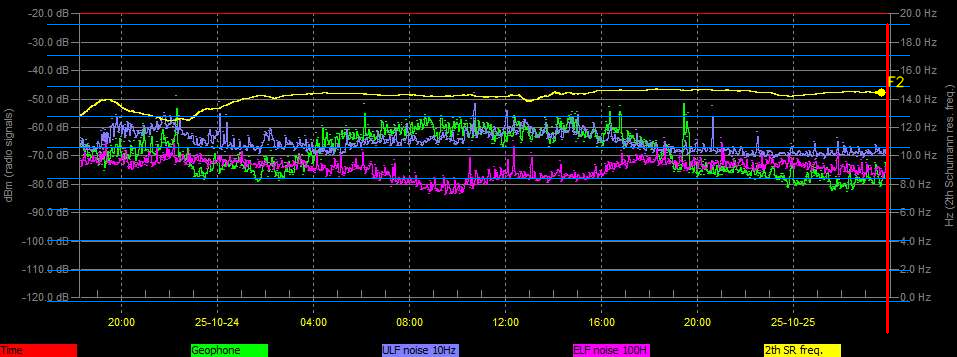 -20.0 dB 20.0 Hz
-30.0 dB 18.0 Hz
-40.0 dB 16.0 Hz
F2
-50.0 dB 14.0 Hz
-60.0 dB 12.0 Hz
-70.0 dB 10.0 Hz
-80.0 dB 8.0 Hz
-90.0 dB 6.0 Hz
-100.0 dB 4.0 Hz
-110.0 dB 2.0 Hz
-120.0 dB 0.0 Hz
dBm (radio signals)
Hz (2th Schumann res. freq.)
20:00 25-10-24 04:00 08:00 12:00 16:00 20:00 25-10-25
Time Geophone ULF noise 10Hz ELF noise 100H 2th SR freq.